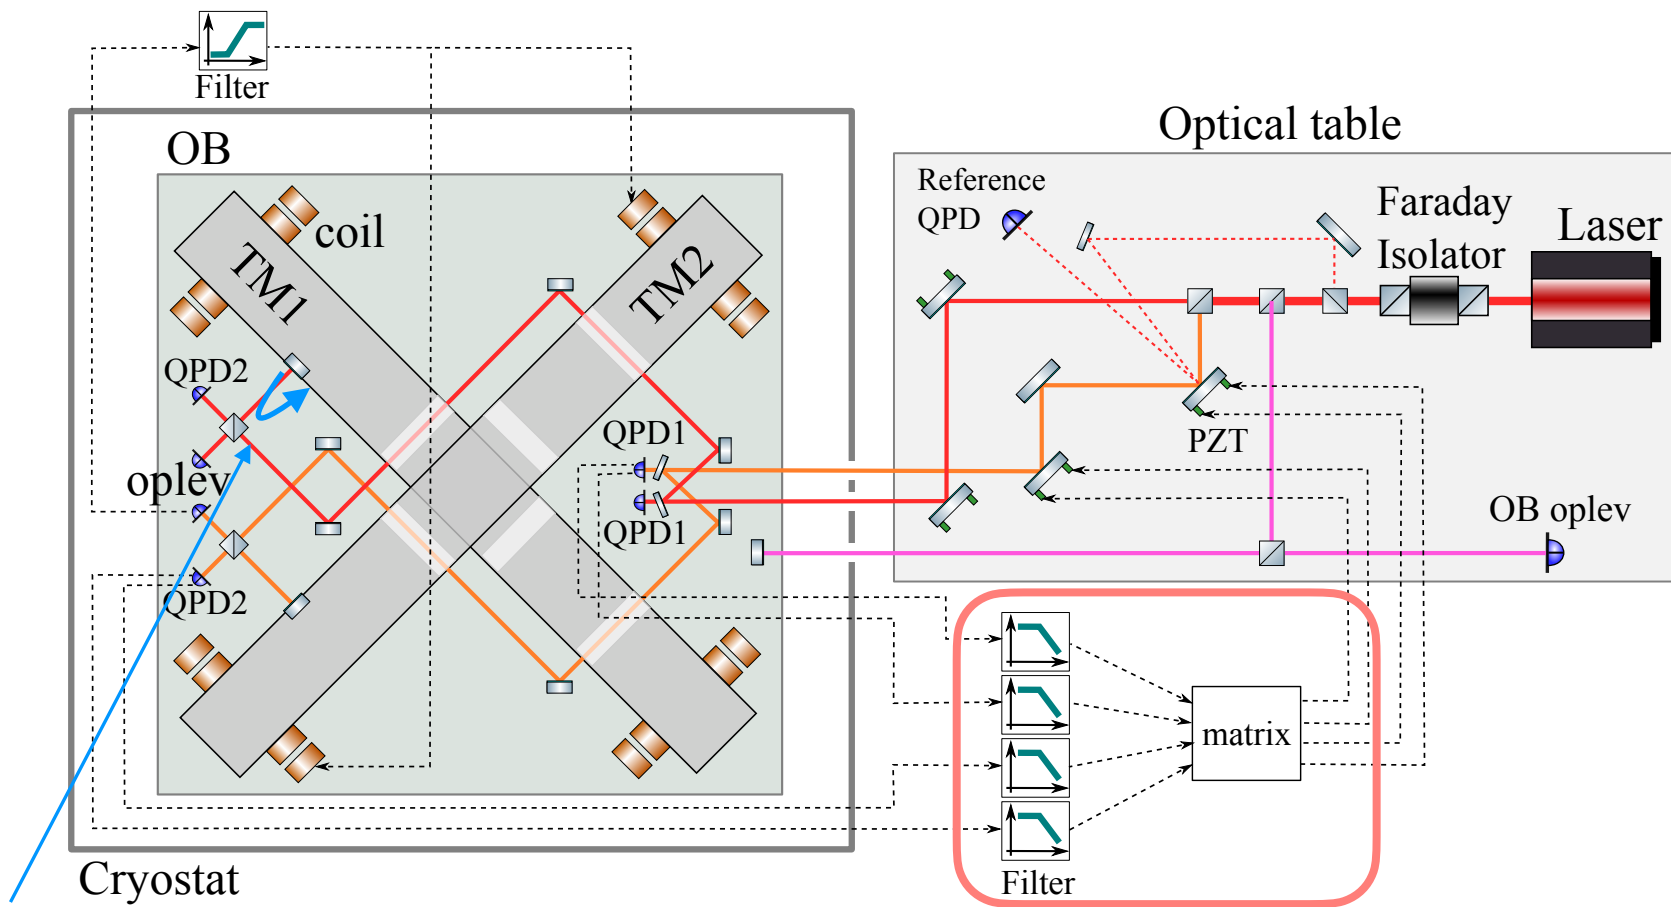 Filter
Optical table
OB
Reference
QPD
Faraday
Isolator
Laser
coil
TM1
TM2
QPD2
QPD1
PZT
oplev
QPD1
OB oplev
QPD2
matrix
Filter
Cryostat